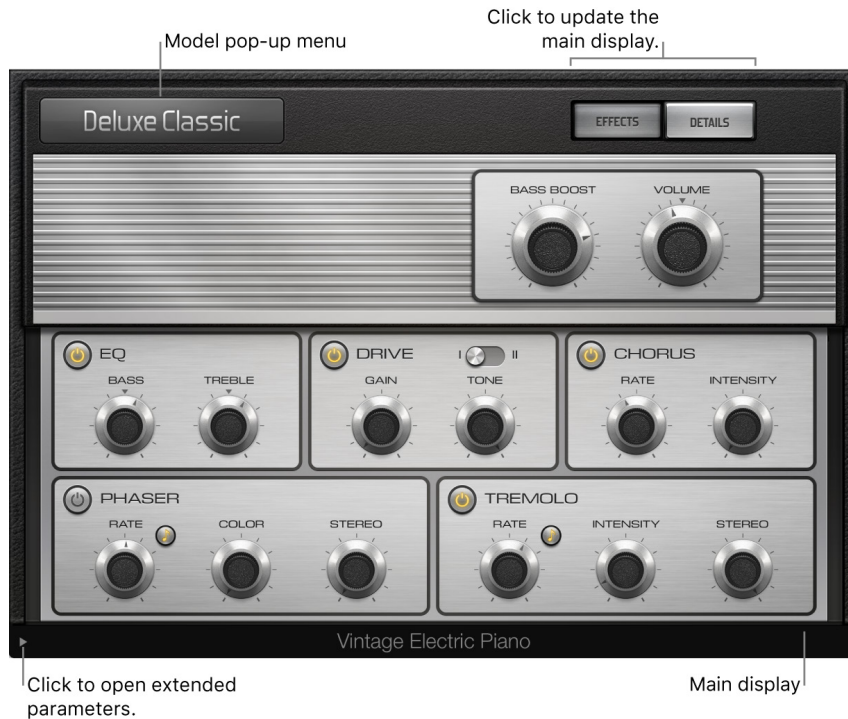 Click to update the
main display.
Model pop-up menu
Deluxe Classic
EFFECTS
DETAILS
BASS BOOST
VOLUME
EQ
BASS
TREBLE
DRIVE
I
II
GAIN
TONE
CHORUS
RATE
INTENSITY
PHASER
RATE
COLOR
STEREO
TREMOLO
RATE
INTENSITY
STEREO
Vintage Electric Piano
Click to open extended
parameters.
Main display